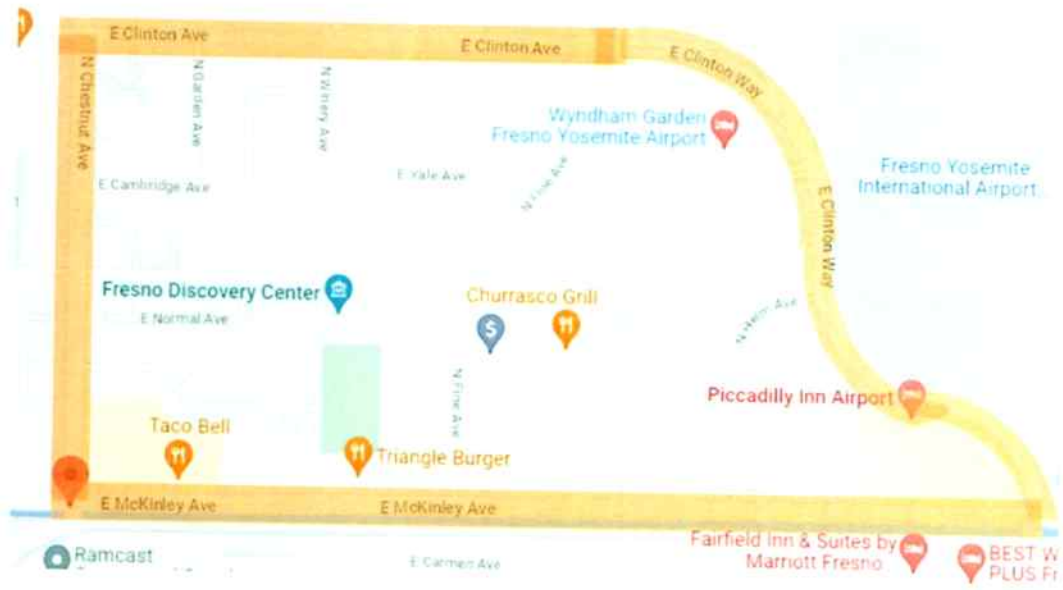 E Clinton Ave
E Clinton Ave
E Clinton Way
N Chestnut Ave
N Garden Ave
N Winery Ave
Wyndham Garden
Fresno Yosemite Airport
Fresno Yosemite
International Airport
E Cambridge Ave
E Yale Ave
N Fine Ave
E Clinton Way
Fresno Discovery Center
Churrasco Grill
E Normal Ave
$
Ave
Piccadilly Inn Airport
N Fine Ave
Taco Bell
Triangle Burger
E McKinley Ave
E McKinley Ave
Fairfield Inn & Suites by
Marriott Fresno
Ramcast
E Carmen Ave
BEST W
PLUS Fr